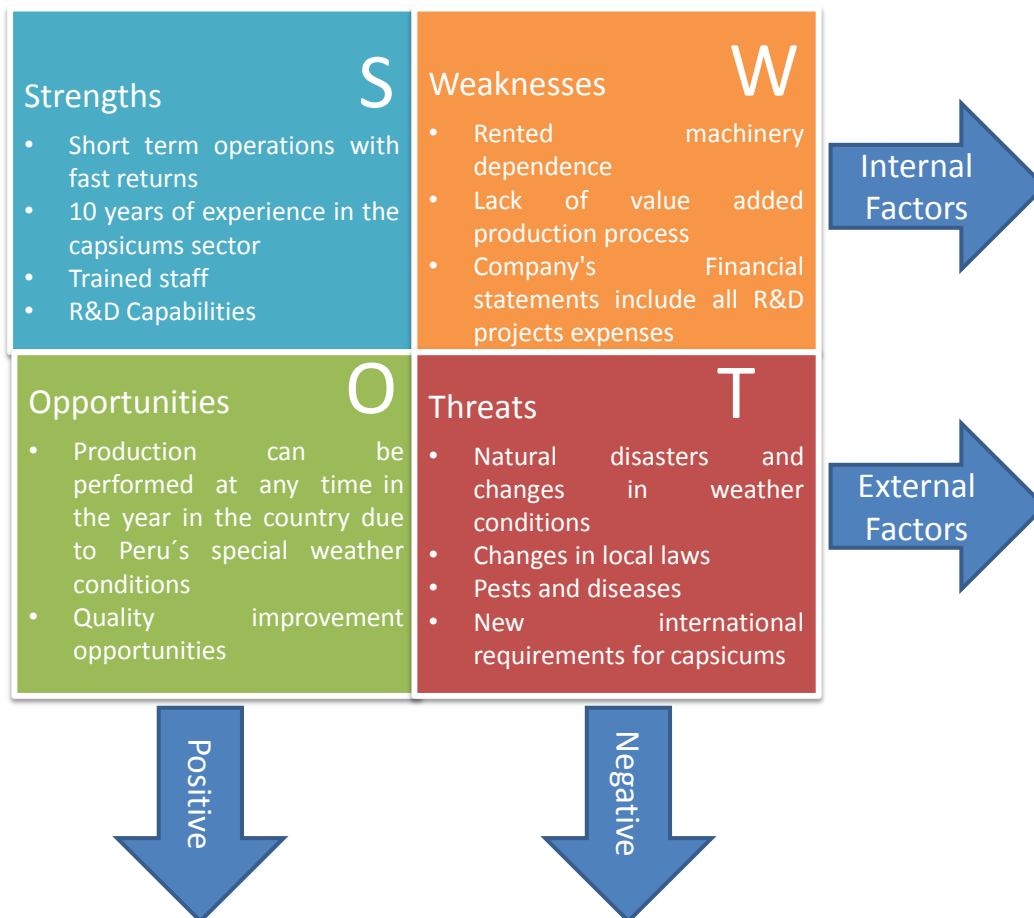 S
Strengths
• Short term operations with
fast returns
• 10 years of experience in the
capsicums sector
• Trained staff
• R&D Capabilities
W
Weaknesses
• Rented machinery
dependence
• Lack of value added
production process
• Company's Financial
statements include all R&D
projects expenses
Internal
Factors
O
Opportunities
• Production can be
performed at any time in
the year in the country due
to Peru´s special weather
conditions
• Quality improvement
opportunities
T
Threats
• Natural disasters and
changes in weather
conditions
• Changes in local laws
• Pests and diseases
• New international
requirements for capsicums
External
Factors
Positive
Negative